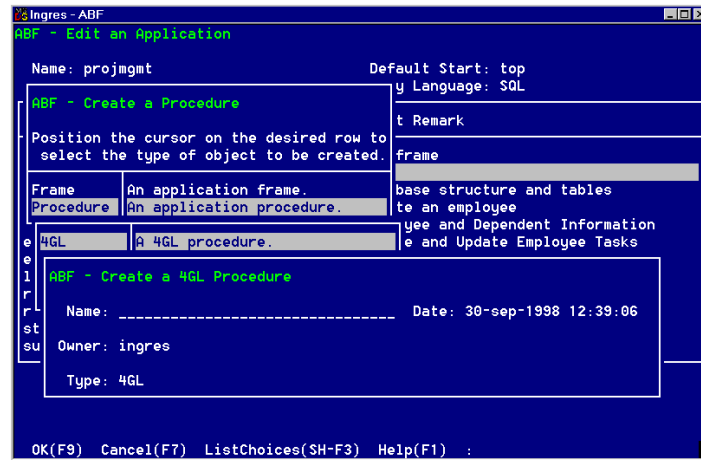 Ingres - ABF
ABF - Edit an Application
Name: projmgmt Default Start: top
y Language: SQL
ABF - Create a Procedure
t Remark
Position the cursor on the desired row to
select the type of object to be created.
frame
Frame An application frame. base structure and tables
Procedure An application procedure. te an employee
yee and Dependent Information
e 4GL A 4GL procedure. e and Update Employee Tasks
e
l ABF - Create a 4GL Procedure
r
r Name: ________________________________ Date: 30-sep-1998 12:39:06
st
su Owner: ingres
Type: 4GL
OK(F9) Cancel(F7) ListChoices(SH-F3) Help(F1) :